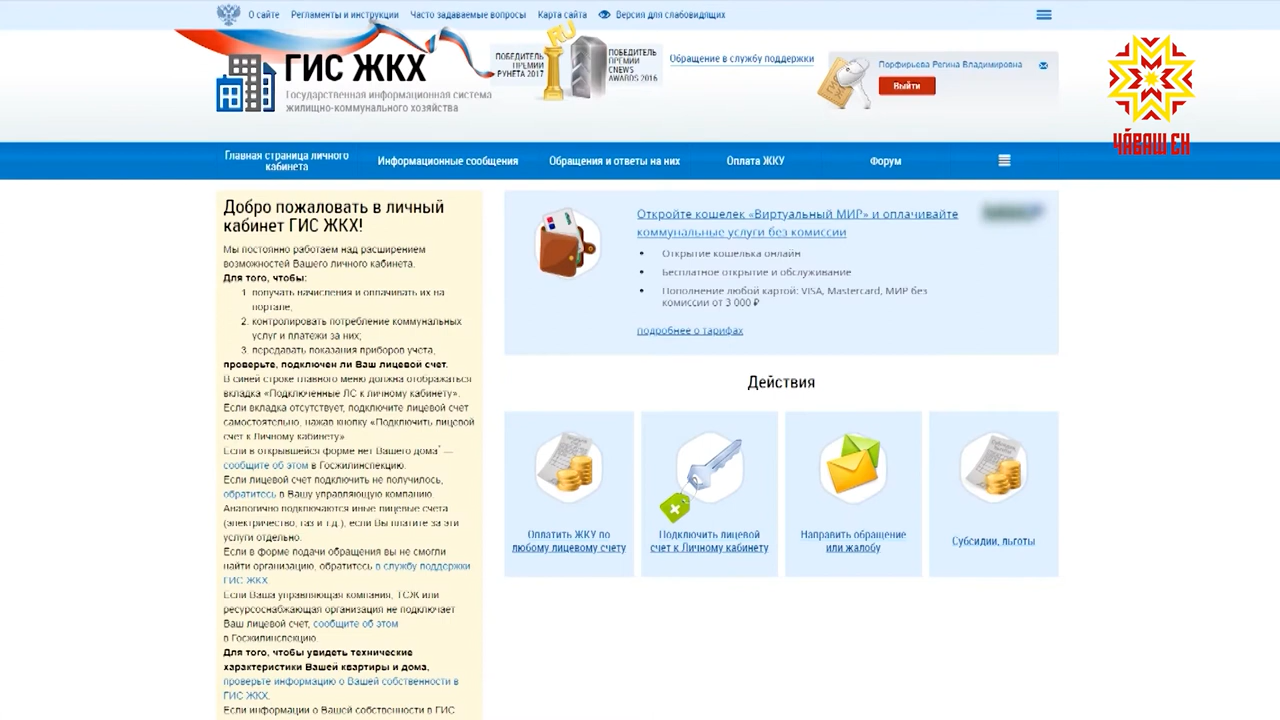 О сайте Регламенты и инструкции Часто задаваемые вопросы Карта сайта Версия для слабовидящих
ГИС ЖКХ
Государственная информационная система
жилищно-коммунального хозяйства
ПОБЕДИТЕЛЬ
ПРЕМИИ
РУНЕТА 2017
RU
ПОБЕДИТЕЛЬ
ПРЕМИИ
CNEWS
AWARDS 2016
Обращение в службу поддержки
Порфирьева Регина Владимировна
Выйти
ЧӐВАШ ЕН
Главная страница личного
кабинета
Информационные сообщения
Обращения и ответы на них
Оплата ЖКУ
Форум
Добро пожаловать в личный
кабинет ГИС ЖКХ!
Мы постоянно работаем над расширением
возможностей Вашего личного кабинета.
Для того, чтобы:
1. получать начисления и оплачивать их на
портале;
2. контролировать потребление коммунальных
услуг и платежи за них;
3. передавать показания приборов учета,
проверьте, подключен ли Ваш лицевой счет.
В синей строке главного меню должна отображаться
вкладка «Подключенные ЛС к личному кабинету».
Если вкладка отсутствует, подключите лицевой счет
самостоятельно, нажав кнопку «Подключить лицевой
счет к Личному кабинету»
Если в открывшейся форме нет Вашего дома* —
сообщите об этом в Госжилинспекцию.
Если лицевой счет подключить не получилось,
обратитесь в Вашу управляющую компанию.
Аналогично подключаются иные лицевые счета
(электричество, газ и т.д.), если Вы платите за эти
услуги отдельно.
Если в форме подачи обращения вы не смогли
найти организацию, обратитесь в службу поддержки
ГИС ЖКХ
Если Ваша управляющая компания, ТСЖ или
ресурсоснабжающая организация не подключает
Ваш лицевой счет, сообщите об этом
в Госжилинспекцию
Для того, чтобы увидеть технические
характеристики Вашей квартиры и дома,
проверьте информацию о Вашей собственности в
ГИС ЖКХ.
Если информации о Вашей собственности в ГИС
Откройте кошелек «Виртуальный МИР» и оплачивайте
коммунальные услуги без комиссии
• Открытие кошелька онлайн
• Бесплатное открытие и обслуживание
• Пополнение любой картой: VISA, Mastercard, МИР без
комиссии от 3 000 ₽
подробнее о тарифах
Действия
Оплатить ЖКУ по
любому лицевому счету
Подключить лицевой
счет к Личному кабинету
Направить обращение
или жалобу
Субсидии, льготы